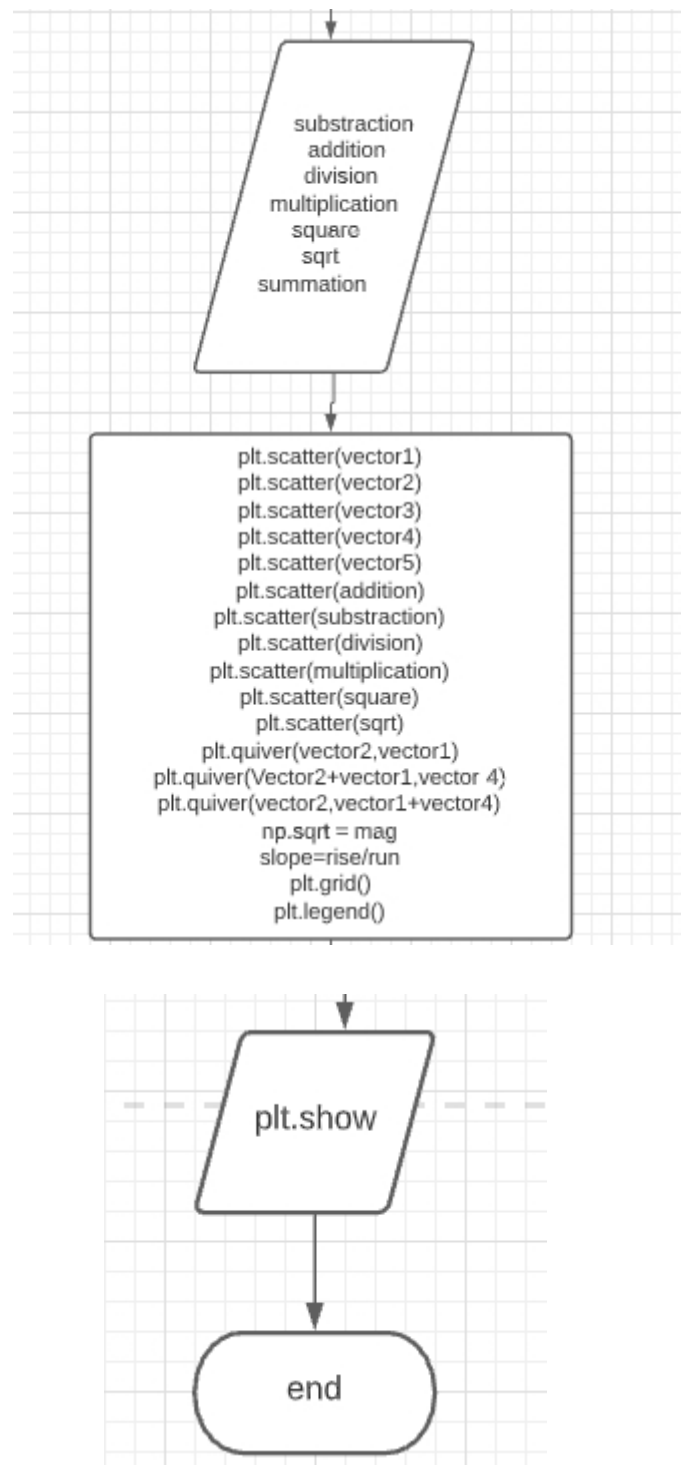 substraction
addition
division
multiplication
square
sqrt
summation
plt.scatter(vector1)
plt.scatter(vector2)
plt.scatter(vector3)
plt.scatter(vector4)
plt.scatter(vector5)
plt.scatter(addition)
plt.scatter(substraction)
plt.scatter(division)
plt.scatter(multiplication)
plt.scatter(square)
plt.scatter(sqrt)
plt.quiver(vector2,vector1)
plt.quiver(Vector2+vector1,vector 4)
plt.quiver(vector2,vector1+vector4)
np.sqrt = mag
slope=rise/run
plt.grid()
plt.legend()
plt.show
end